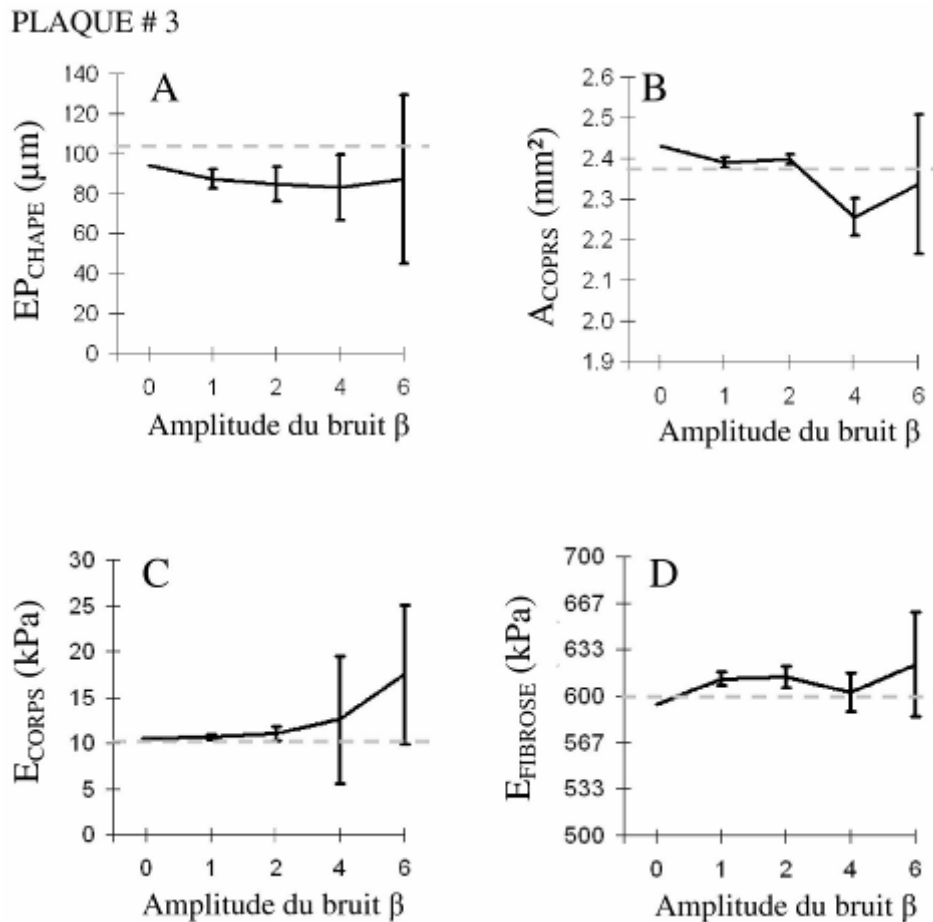 PLAQUE # 3
A
EP_CHAPE (µm)
140
120
100
80
60
40
20
0
0 1 2 4 6
Amplitude du bruit β
B
A_COPRS (mm²)
2.6
2.5
2.4
2.3
2.2
2.1
2.0
1.9
0 1 2 4 6
Amplitude du bruit β
C
E_CORPS (kPa)
30
25
20
15
10
5
0
0 1 2 4 6
Amplitude du bruit β
D
E_FIBROSE (kPa)
700
667
633
600
567
533
500
0 1 2 4 6
Amplitude du bruit β